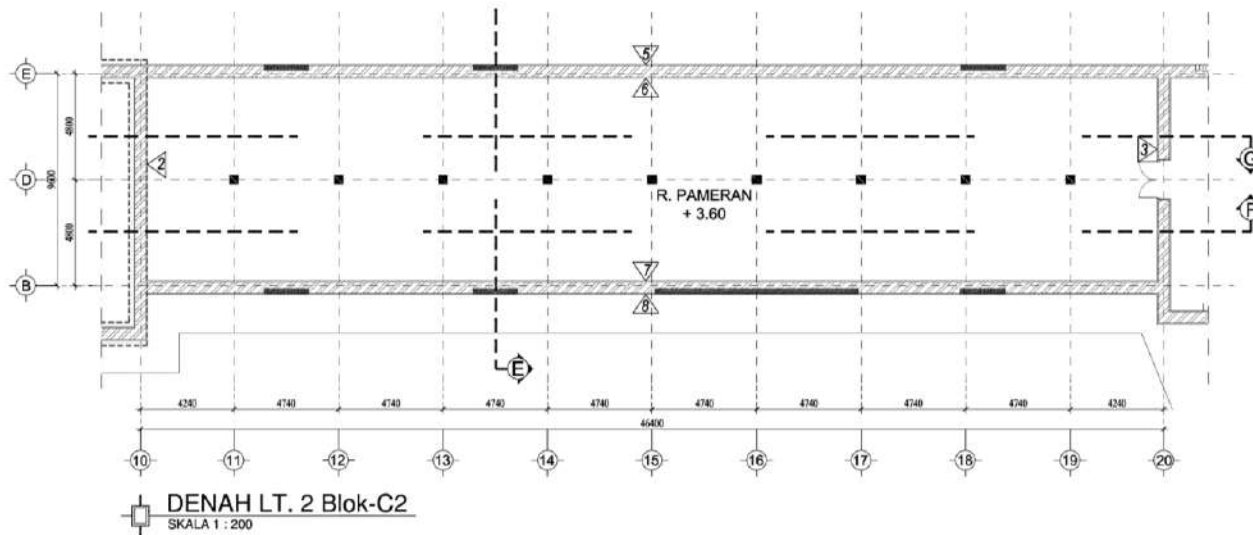 5
E
6
4800
2
3
G
D
9600
R. PAMERAN
+ 3.60
F
4800
7
B
8
E
4240 4740 4740 4740 4740 4740 4740 4740 4740 4240
46400
10 11 12 13 14 15 16 17 18 19 20
DENAH LT. 2 Blok-C2
SKALA 1 : 200